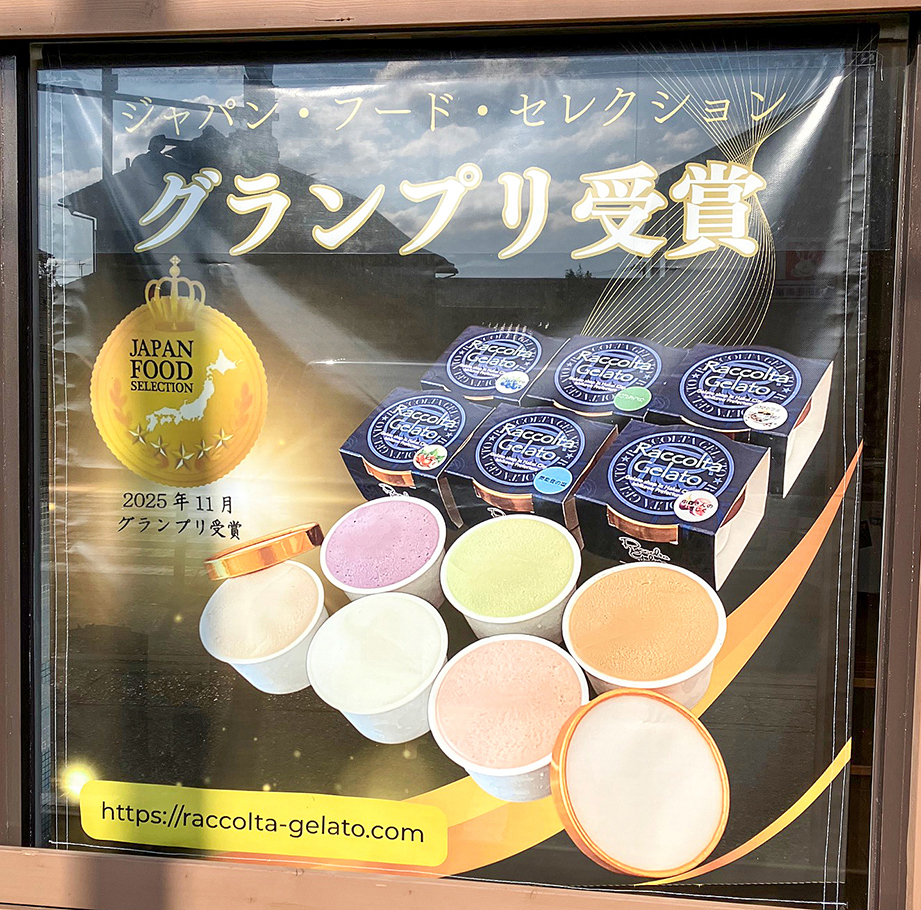 ジャパン・フード・セレクション
グランプリ受賞
JAPAN
FOOD
SELECTION
2025年11月
グランプリ受賞
Raccolta
Gelato
Raccolta
Gelato
Raccolta
Gelato
Raccolta
Gelato
Raccolta
Gelato
Raccolta
Gelato
https://raccolta-gelato.com